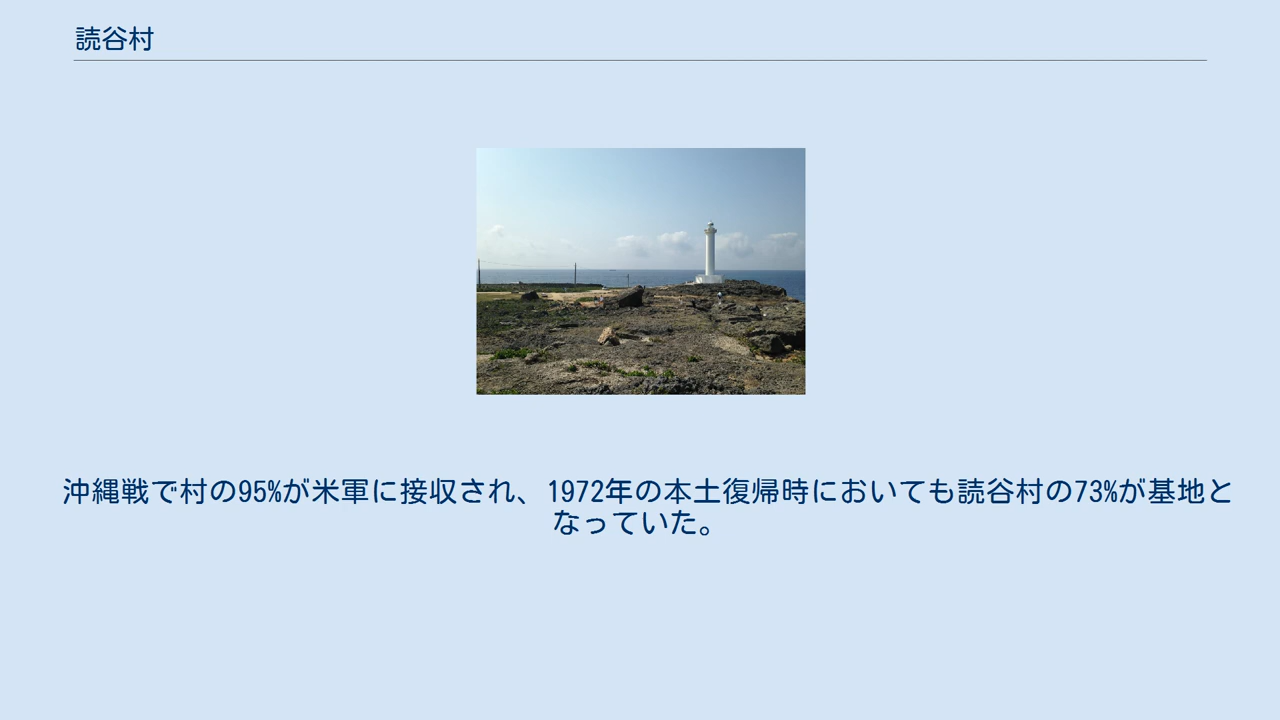 読谷村
沖縄戦で村の95%が米軍に接収され、1972年の本土復帰時においても読谷村の73%が基地と
なっていた。